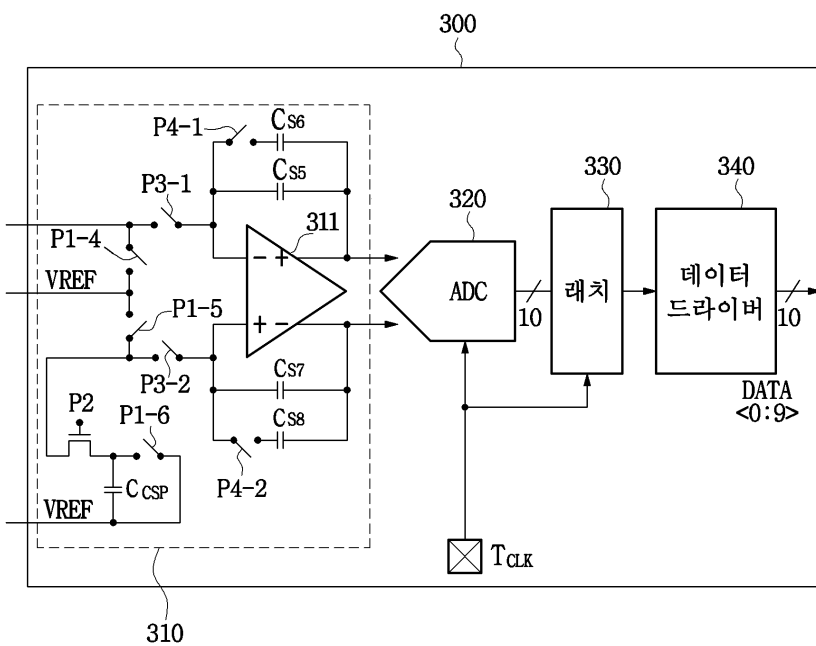 300
P4-1
CS6
CS5
P3-1
311
320
330
340
P1-4
VREF
ADC
10
래치
데이터
드라이버
10
P1-5
P3-2
CS7
CS8
DATA
<0:9>
P2
P1-6
CCSP
P4-2
VREF
TCLK
310